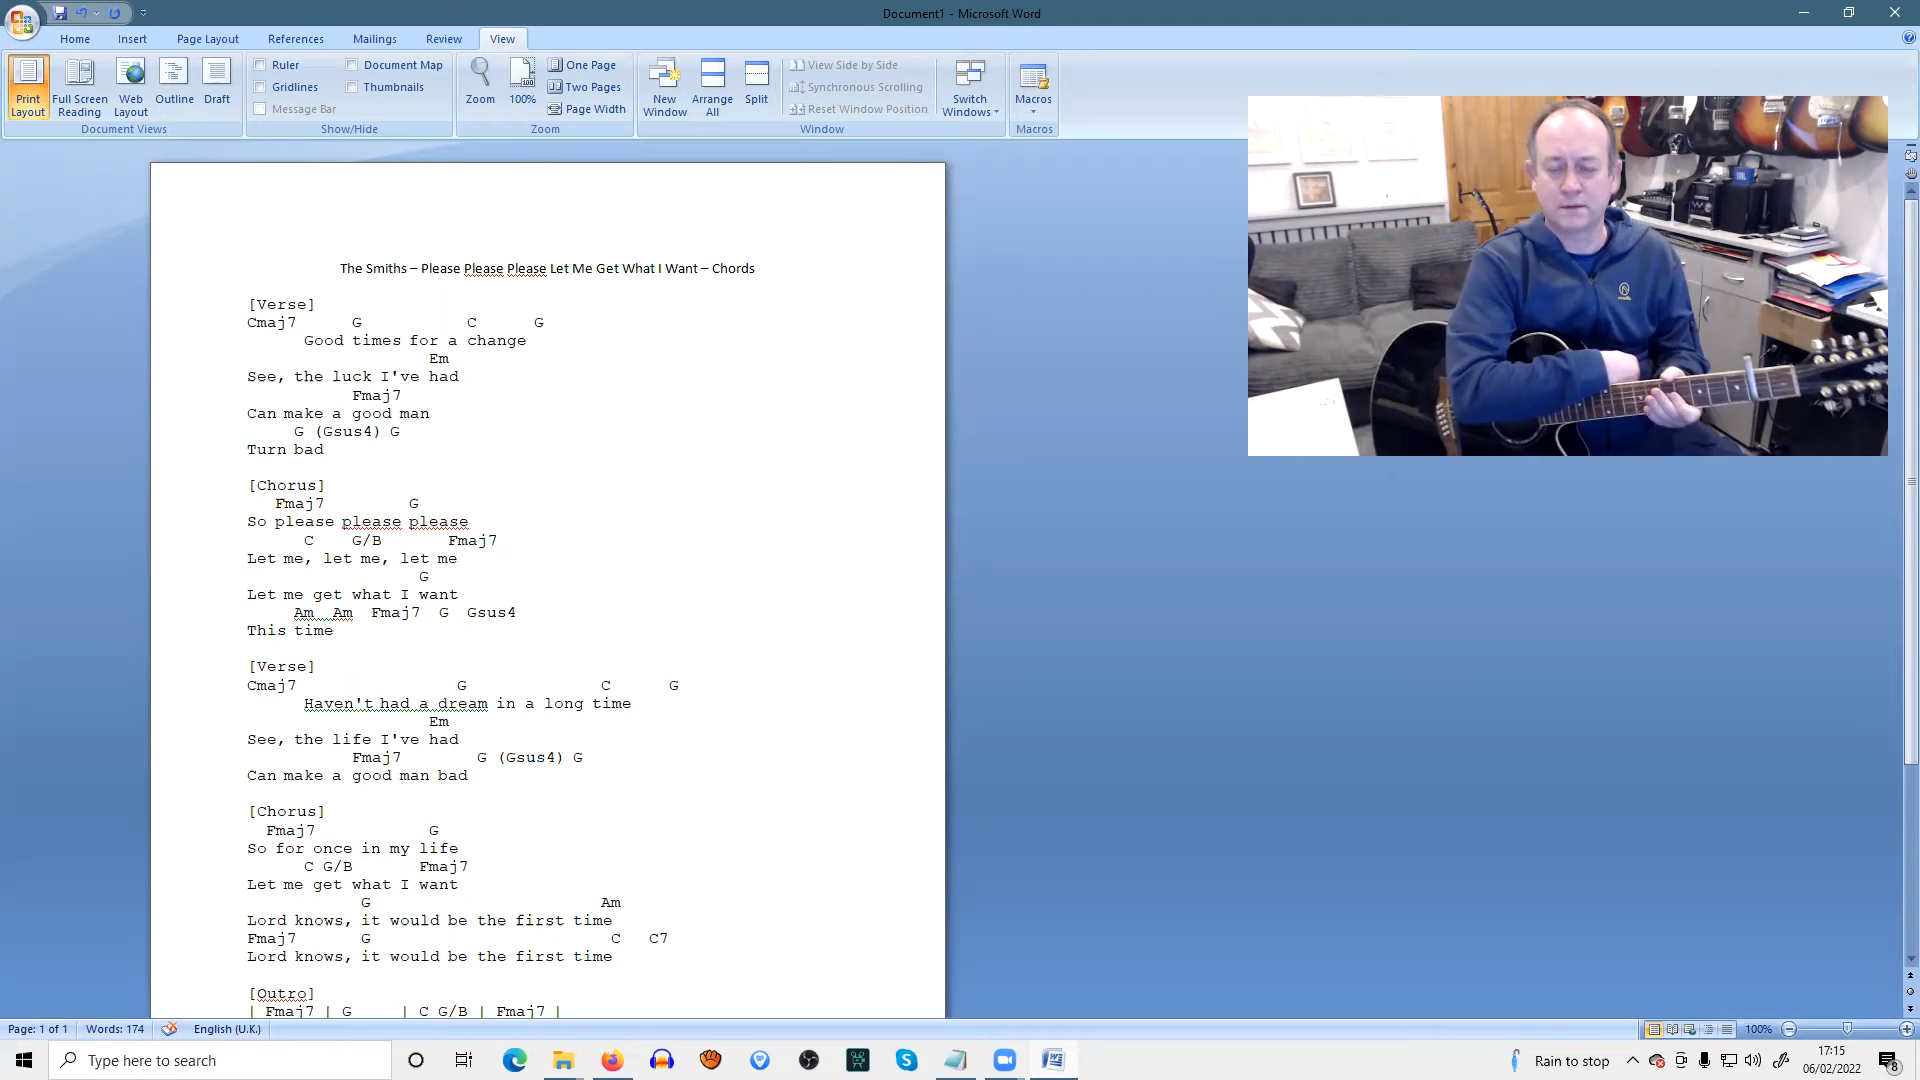 Document1 - Microsoft Word
Home Insert Page Layout References Mailings Review View
Print Layout Full Screen Reading Web Layout Outline Draft
Document Views
Ruler Document Map
Gridlines Thumbnails
Message Bar
Show/Hide
Zoom 100% One Page Two Pages Page Width
Zoom
New Window Arrange All Split View Side by Side Synchronous Scrolling Reset Window Position Switch Windows
Window
Macros
Macros
The Smiths – Please Please Please Let Me Get What I Want – Chords
[Verse]
Cmaj7 G C G
Good times for a change
Em
See, the luck I've had
Fmaj7
Can make a good man
G (Gsus4) G
Turn bad
[Chorus]
Fmaj7 G
So please please please
C G/B Fmaj7
Let me, let me, let me
G
Let me get what I want
Am Am Fmaj7 G Gsus4
This time
[Verse]
Cmaj7 G C G
Haven't had a dream in a long time
Em
See, the life I've had
Fmaj7 G (Gsus4) G
Can make a good man bad
[Chorus]
Fmaj7 G
So for once in my life
C G/B Fmaj7
Let me get what I want
G Am
Lord knows, it would be the first time
Fmaj7 G C C7
Lord knows, it would be the first time
[Outro]
| Fmaj7 | G | C G/B | Fmaj7 |
Page: 1 of 1 Words: 174 English (U.K.) 100%
Type here to search Rain to stop 17:15
06/02/2022 8